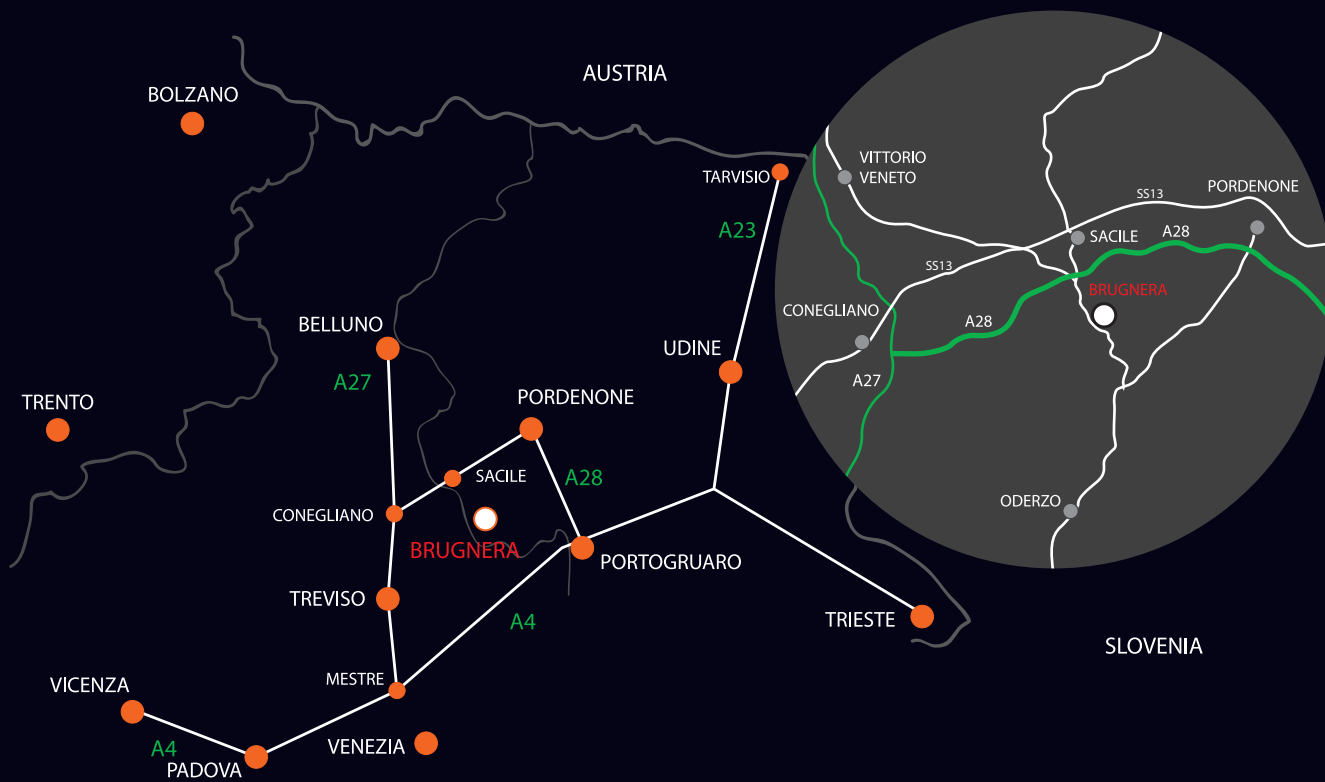 AUSTRIA
BOLZANO
TARVISIO
A23
BELLUNO
A27
UDINE
TRENTO
PORDENONE
SACILE
A28
CONEGLIANO
BRUGNERA
PORTOGRUARO
TREVISO
A4
TRIESTE
SLOVENIA
MESTRE
VICENZA
A4
VENEZIA
PADOVA
VITTORIO
VENETO
SS13
PORDENONE
SACILE
A28
SS13
BRUGNERA
CONEGLIANO
A28
A27
ODERZO